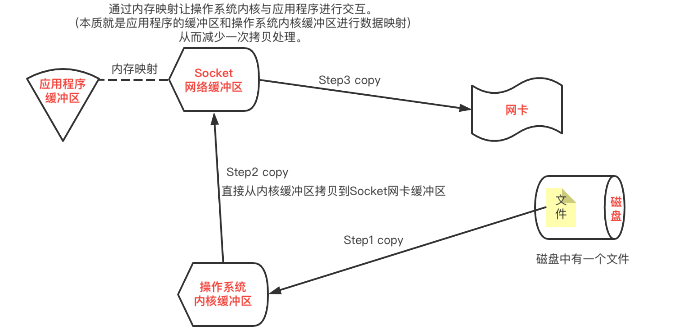 通过内存映射让操作系统内核与应用程序进行交互。
(本质就是应用程序的缓冲区和操作系统内核缓冲区进行数据映射)
从而减少一次拷贝处理。
应用程序
缓冲区
内存映射
Socket
网络缓冲区
Step3 copy
网卡
Step2 copy
直接从内核缓冲区拷贝到Socket网卡缓冲区
文
件
磁
盘
Step1 copy
磁盘中有一个文件
操作系统
内核缓冲区